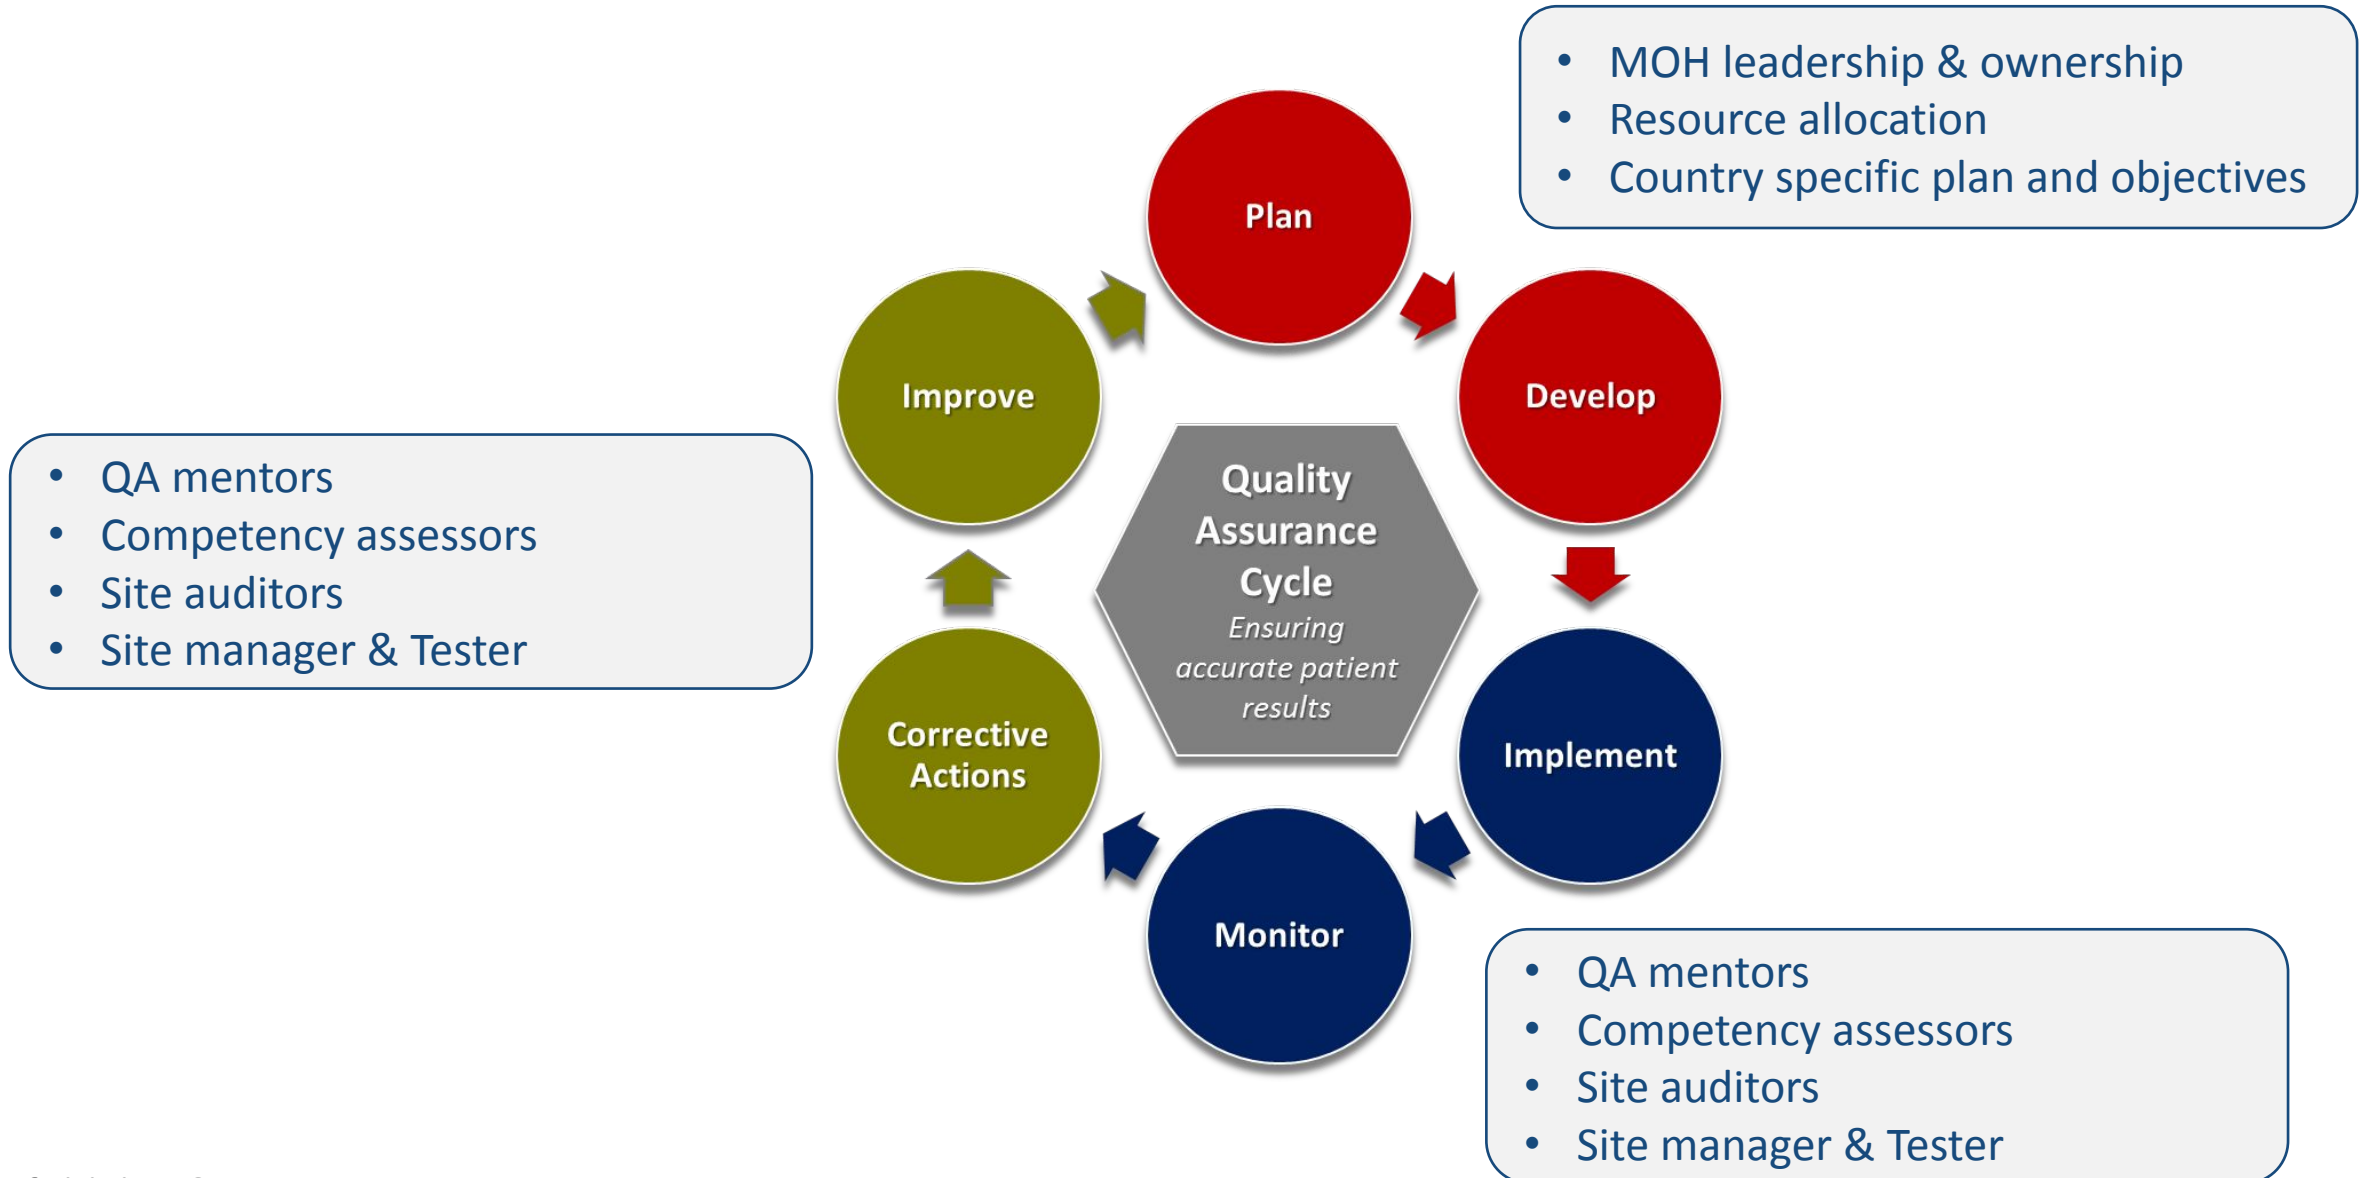 • MOH leadership & ownership
• Resource allocation
• Country specific plan and objectives
Plan
Develop
Improve
Quality
Assurance
Cycle
Ensuring
accurate patient
results
• QA mentors
• Competency assessors
• Site auditors
• Site manager & Tester
Corrective
Actions
Implement
Monitor
• QA mentors
• Competency assessors
• Site auditors
• Site manager & Tester